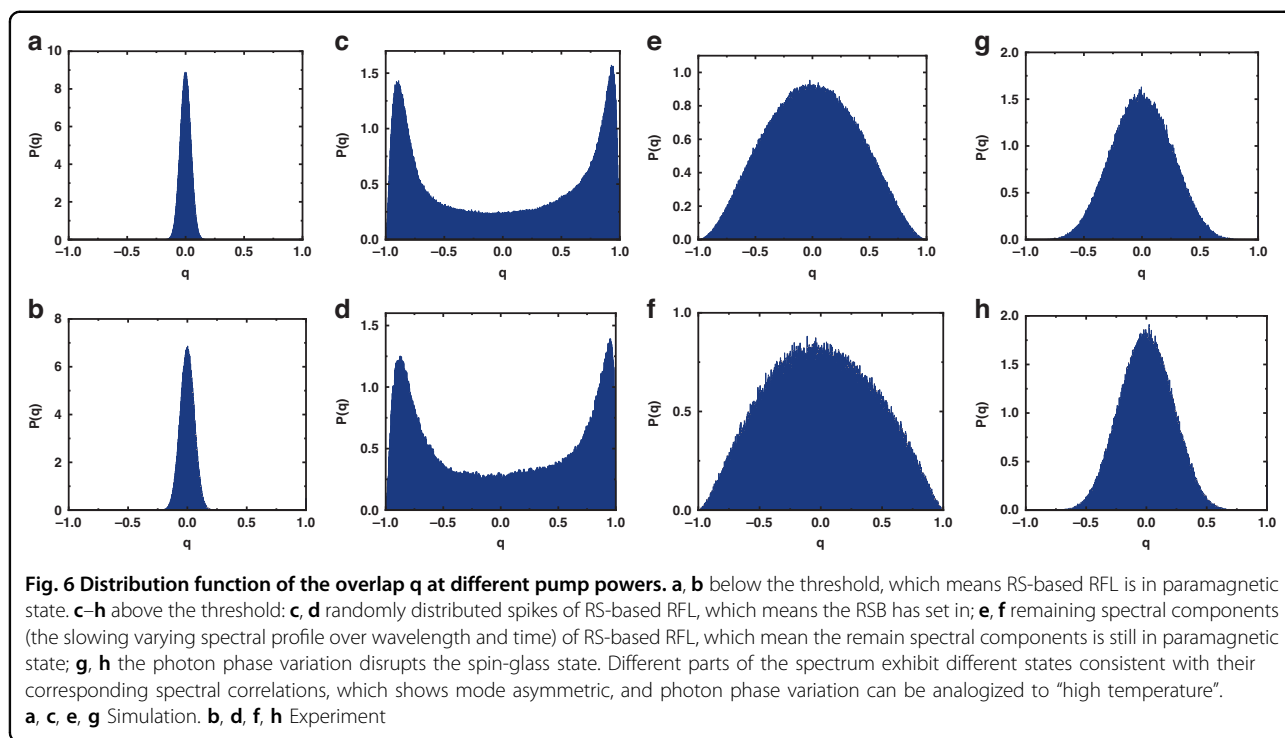 a
10
8
6
4
2
0
P(q)
–1.0 –0.5 0.0 0.5 1.0
q
c
1.5
1.0
0.5
0.0
P(q)
–1.0 –0.5 0.0 0.5 1.0
q
e
1.0
0.8
0.6
0.4
0.2
0.0
P(q)
–1.0 –0.5 0.0 0.5 1.0
q
g
2.0
1.5
1.0
0.5
0.0
P(q)
–1.0 –0.5 0.0 0.5 1.0
q
b
8
6
4
2
0
P(q)
–1.0 –0.5 0.0 0.5 1.0
q
d
1.5
1.0
0.5
0.0
P(q)
–1.0 –0.5 0.0 0.5 1.0
q
f
1.0
0.5
0.0
P(q)
–1.0 –0.5 0.0 0.5 1.0
q
h
2.0
1.5
1.0
0.5
0.0
P(q)
–1.0 –0.5 0.0 0.5 1.0
q
Fig. 6 Distribution function of the overlap q at different pump powers. a, b below the threshold, which means RS-based RFL is in paramagnetic
state. c–h above the threshold: c, d randomly distributed spikes of RS-based RFL, which means the RSB has set in; e, f remaining spectral components
(the slowing varying spectral profile over wavelength and time) of RS-based RFL, which mean the remain spectral components is still in paramagnetic
state; g, h the photon phase variation disrupts the spin-glass state. Different parts of the spectrum exhibit different states consistent with their
corresponding spectral correlations, which shows mode asymmetric, and photon phase variation can be analogized to “high temperature”.
a, c, e, g Simulation. b, d, f, h Experiment